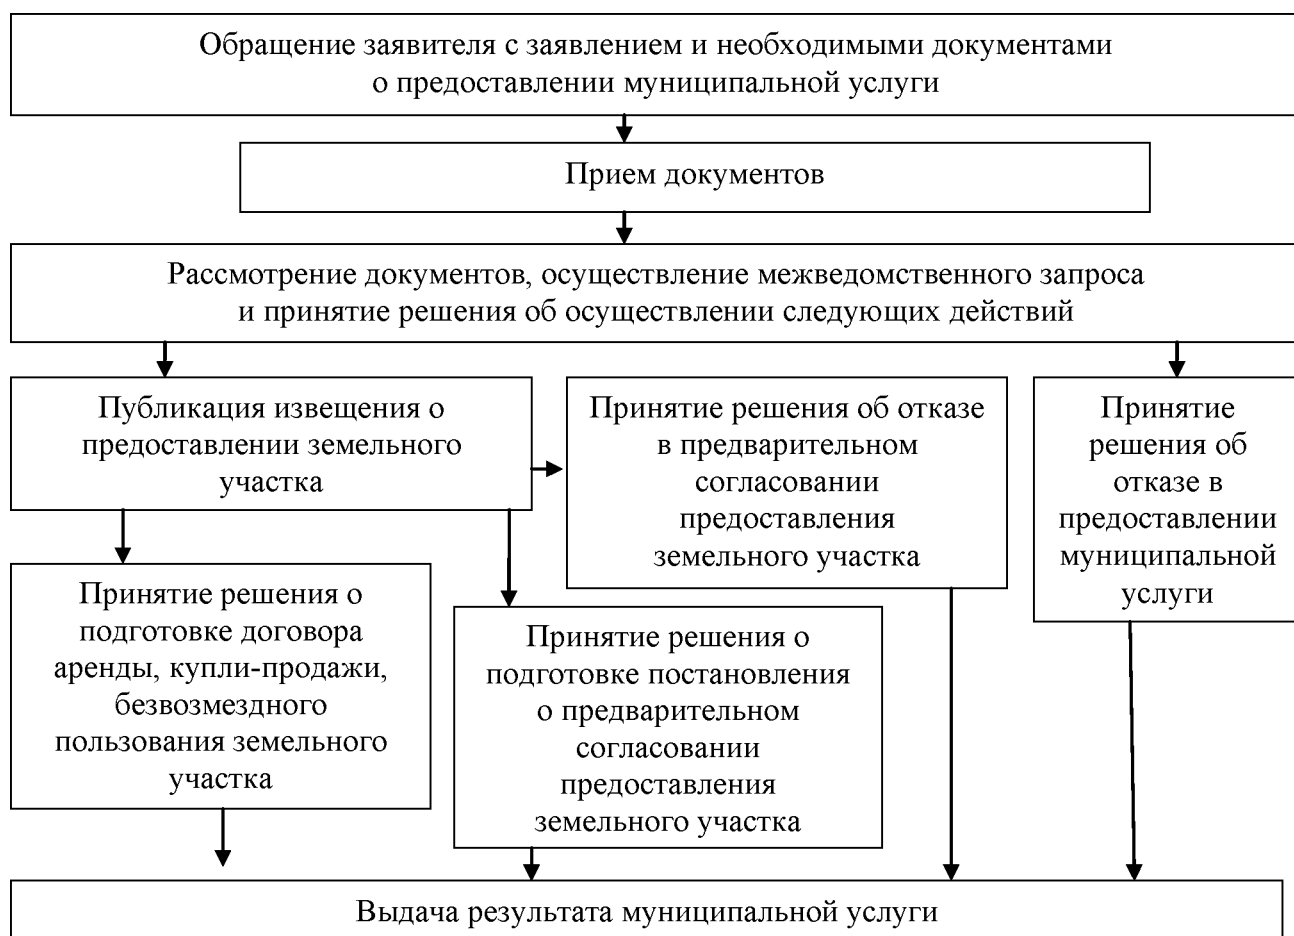 Обращение заявителя с заявлением и необходимыми документами
о предоставлении муниципальной услуги
Прием документов
Рассмотрение документов, осуществление межведомственного запроса
и принятие решения об осуществлении следующих действий
Публикация извещения о
предоставлении земельного
участка
Принятие решения об отказе
в предварительном
согласовании
предоставления
земельного участка
Принятие
решения об
отказе в
предоставлении
муниципальной
услуги
Принятие решения о
подготовке договора
аренды, купли-продажи,
безвозмездного
пользования земельного
участка
Принятие решения о
подготовке постановления
о предварительном
согласовании
предоставления
земельного участка
Выдача результата муниципальной услуги